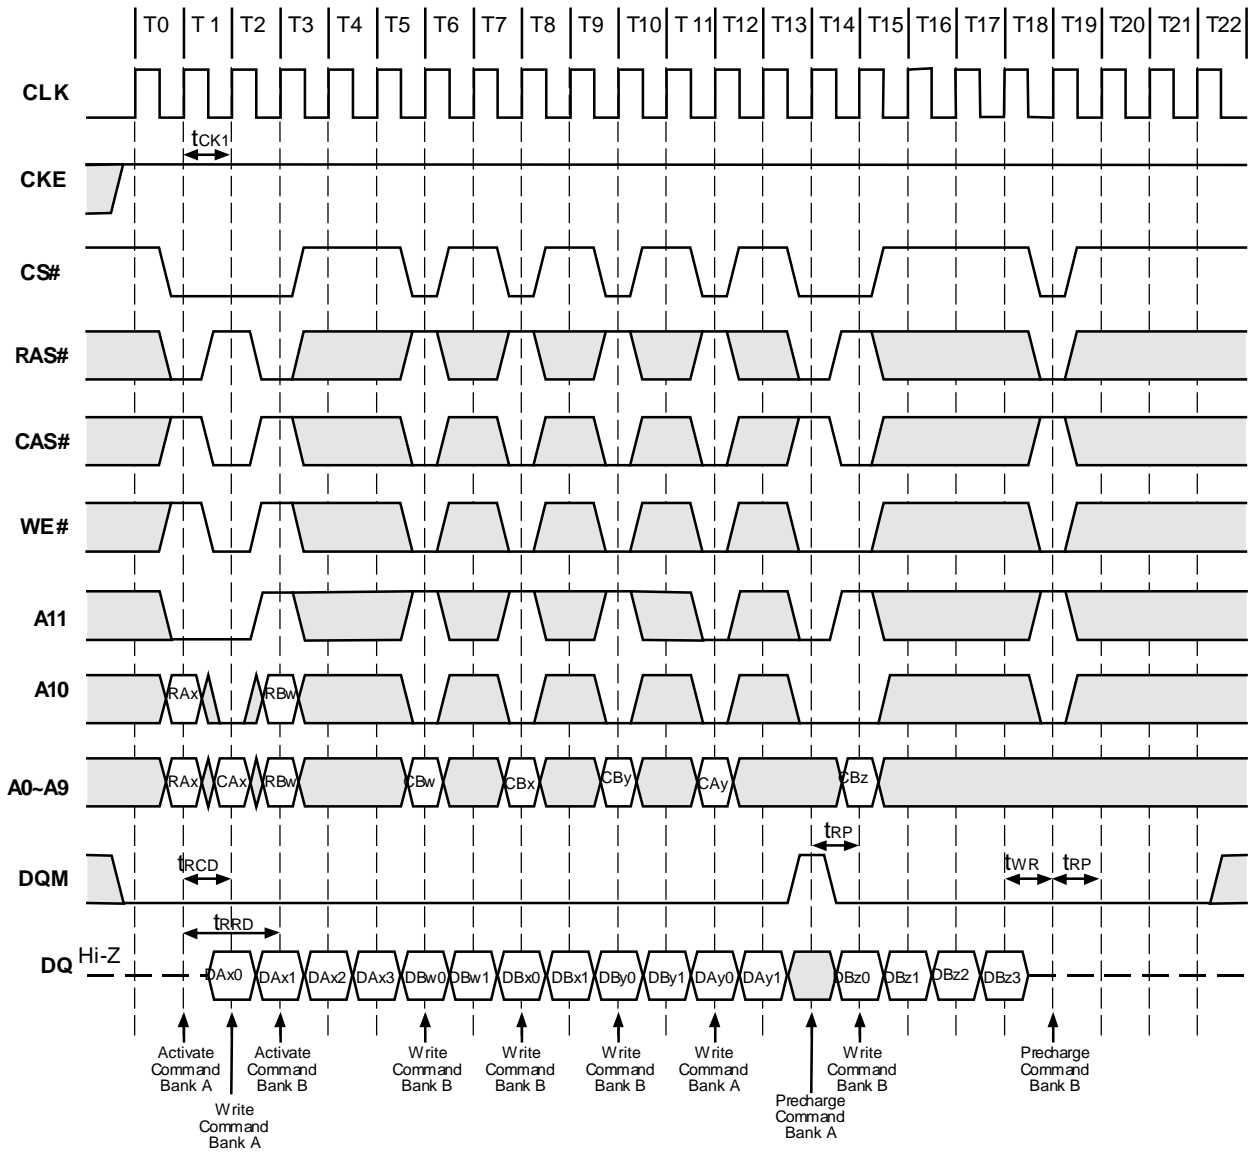 T0 T 1 T2 T3 T4 T5 T6 T7 T8 T9 T10 T 11 T12 T13 T14 T15 T16 T17 T18 T19 T20 T21 T22
CLK
tCK1
CKE
CS#
RAS#
CAS#
WE#
A11
A10
RAx RBw
A0~A9
RAx CAx RBw CBw CBx CBy CAy CBz
tRP
DQM
tRCD tWR tRP
tRRD
DQ Hi-Z
DAx0 DAx1 DAx2 DAx3 DBw0 DBw1 DBx0 DBx1 DBy0 DBy1 DAy0 DAy1 DBz0 DBz1 DBz2 DBz3
Activate
Command
Bank A
Write
Command
Bank A
Activate
Command
Bank B
Write
Command
Bank B
Write
Command
Bank B
Write
Command
Bank B
Write
Command
Bank A
Precharge
Command
Bank A
Write
Command
Bank B
Precharge
Command
Bank B